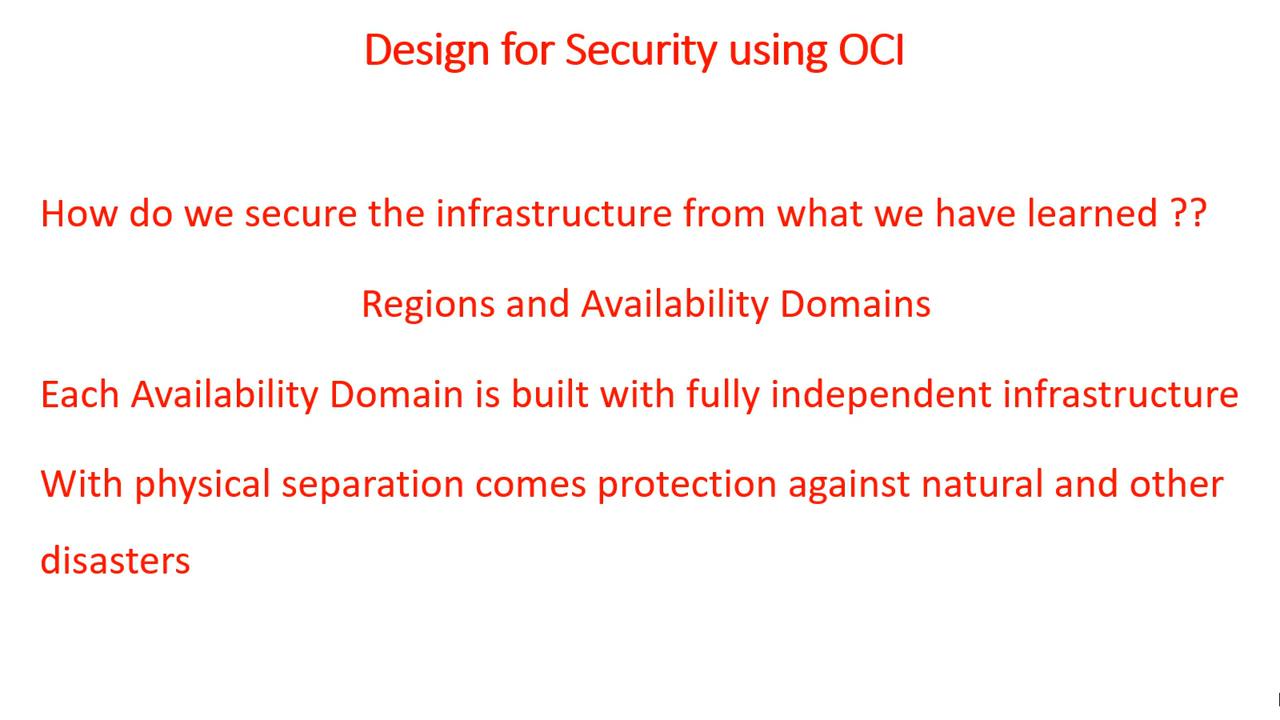 Design for Security using OCI
How do we secure the infrastructure from what we have learned ??
Regions and Availability Domains
Each Availability Domain is built with fully independent infrastructure
With physical separation comes protection against natural and other
disasters